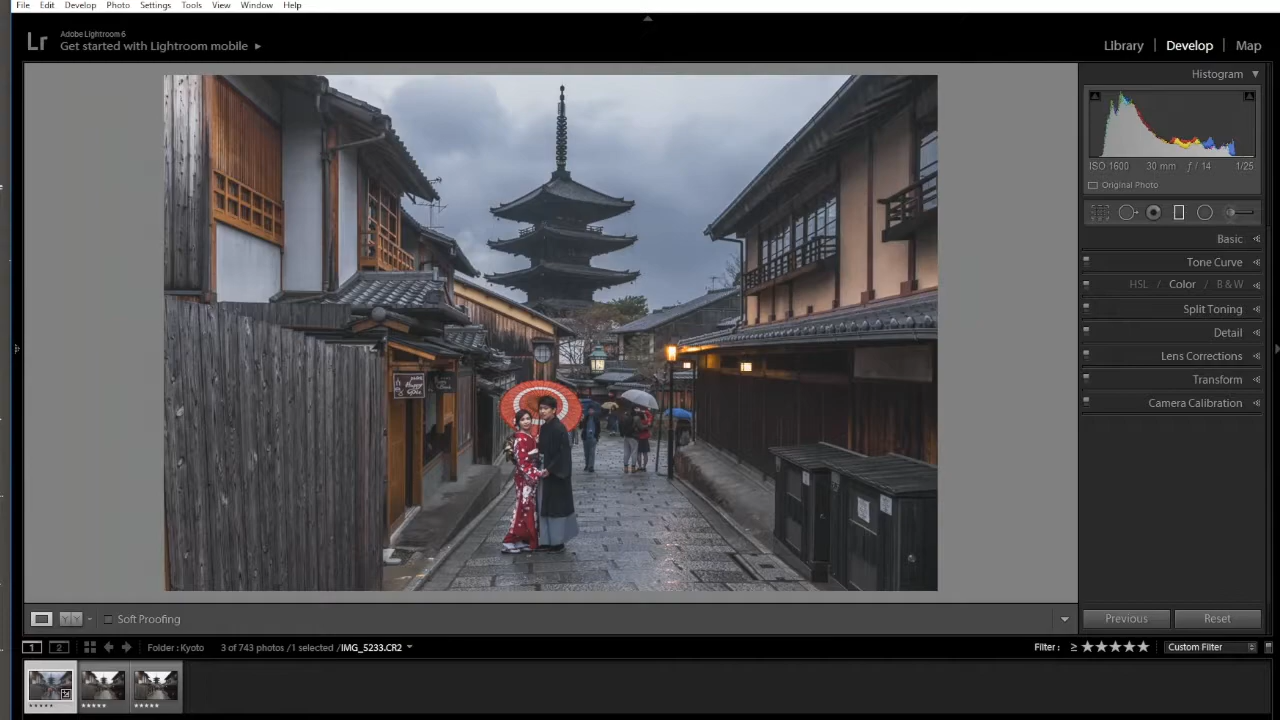 File Edit Develop Photo Settings Tools View Window Help
Lr
Adobe Lightroom 6
Get started with Lightroom mobile
Library | Develop | Map
Histogram
ISO 1600 30 mm ƒ / 14 1/25
Original Photo
Basic
Tone Curve
HSL / Color / B & W
Split Toning
Detail
Lens Corrections
Transform
Camera Calibration
Previous Reset
Y Y
Soft Proofing
1 2 Folder : Kyoto 3 of 743 photos / 1 selected / IMG_5233.CR2 Filter : ≥ ★★★★★ Custom Filter